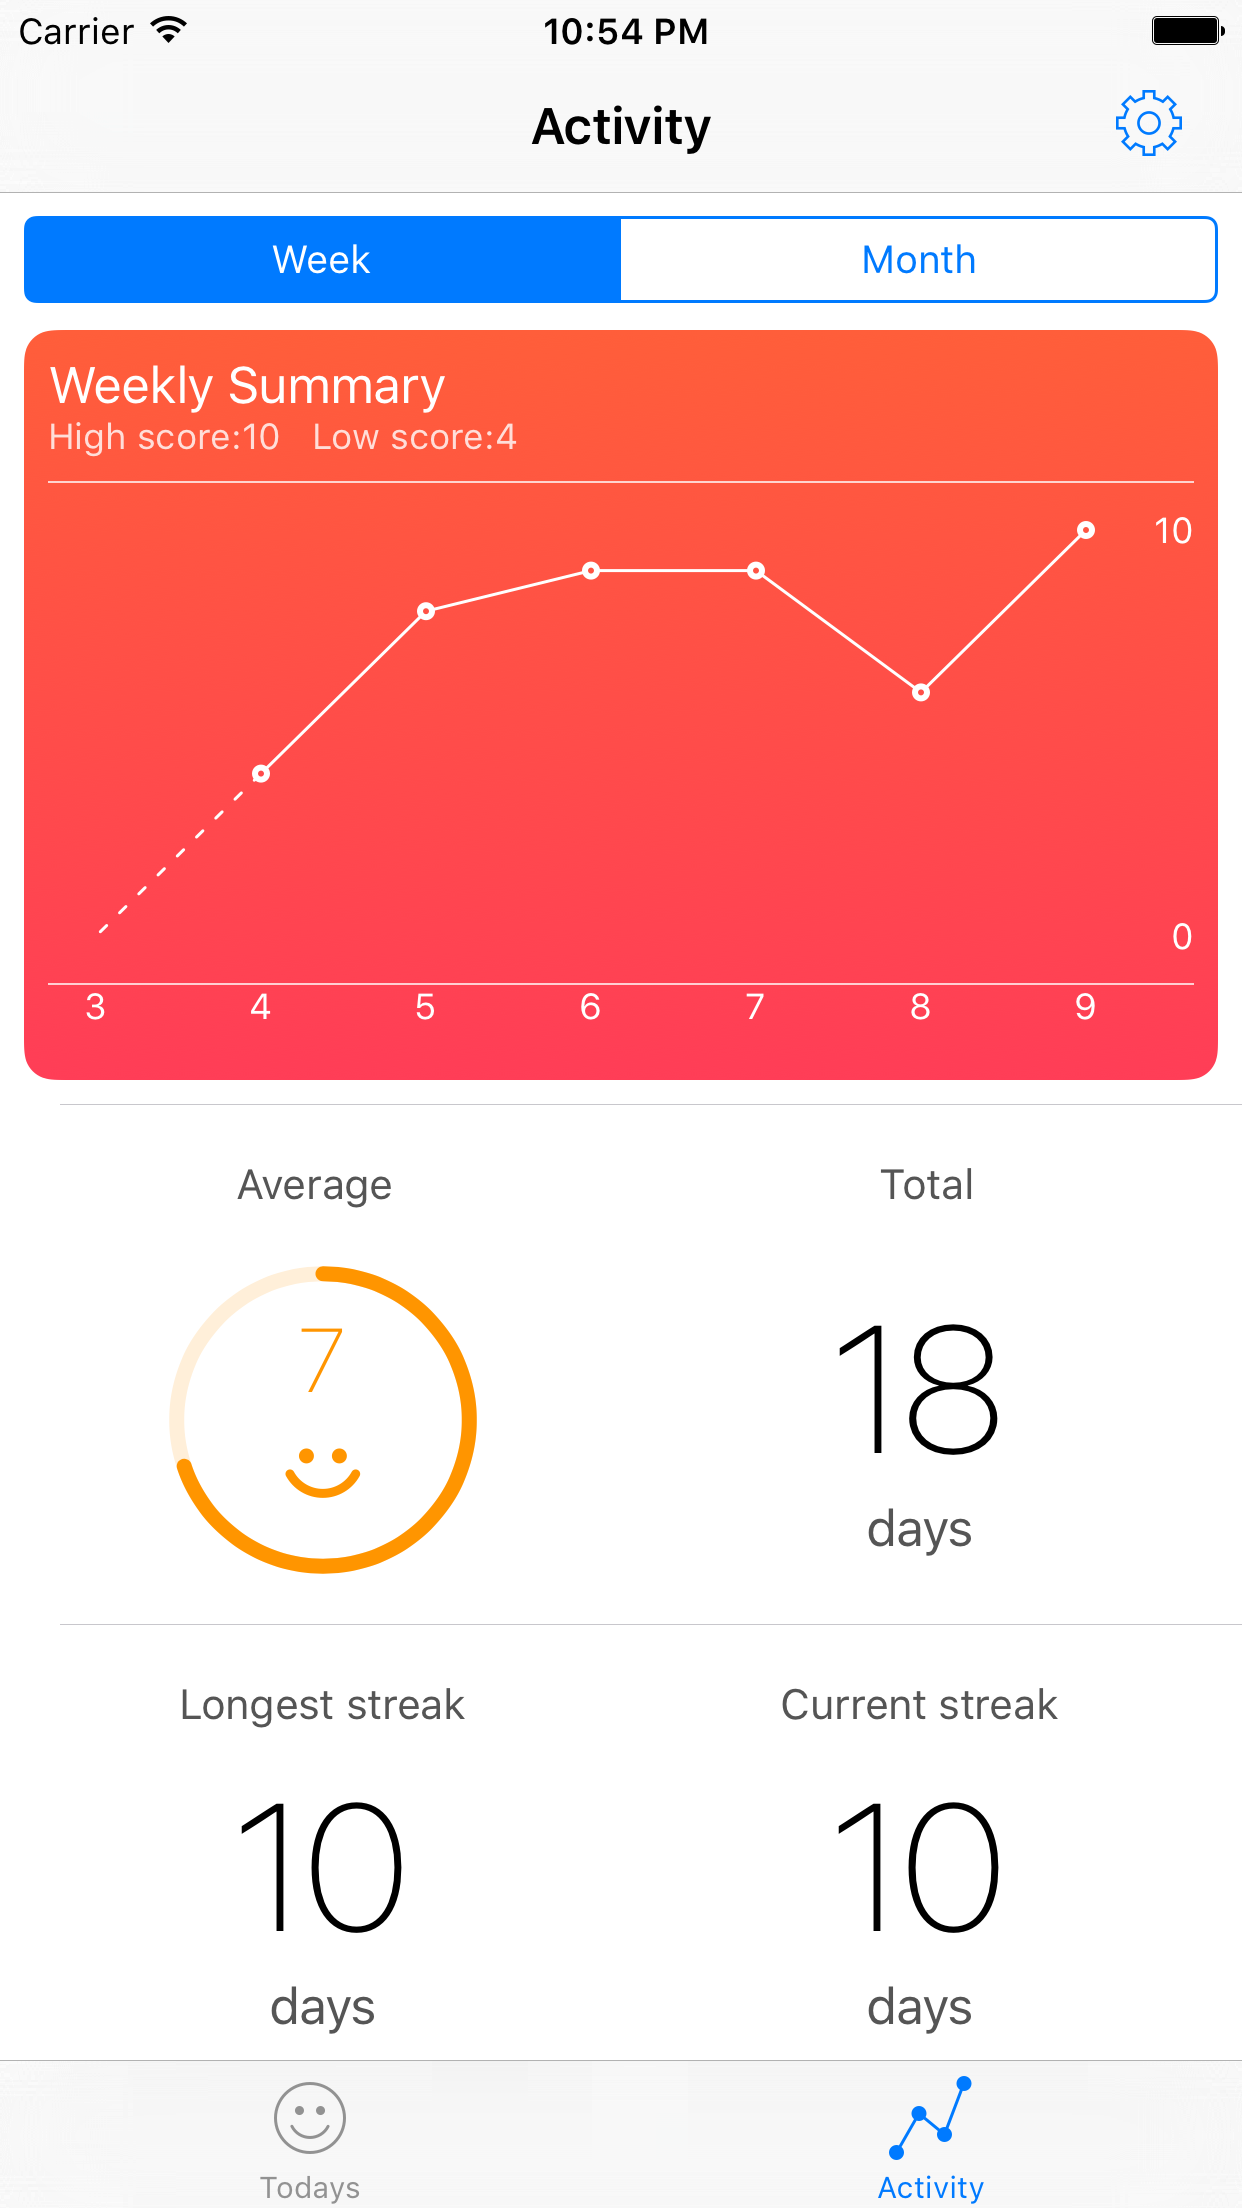 Carrier 10:54 PM
Activity
Week Month
Weekly Summary
High score:10 Low score:4
10
0
3 4 5 6 7 8 9
Average Total
7
18
days
Longest streak Current streak
10 10
days days
Todays Activity